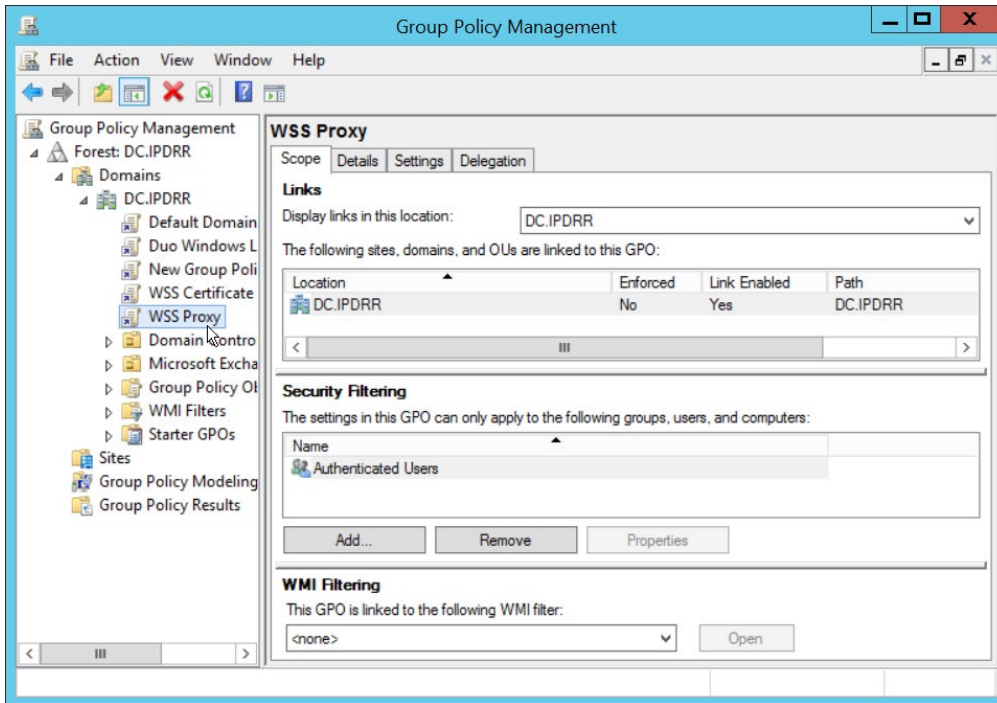 Group Policy Management
File Action View Window Help
Group Policy Management
Forest: DC.IPDRR
Domains
DC.IPDRR
Default Domain
Duo Windows L
New Group Poli
WSS Certificate
WSS Proxy
Domain Contro
Microsoft Excha
Group Policy Ob
WMI Filters
Starter GPOs
Sites
Group Policy Modeling
Group Policy Results
WSS Proxy
Scope Details Settings Delegation
Links
Display links in this location: DC.IPDRR
The following sites, domains, and OUs are linked to this GPO:
Location Enforced Link Enabled Path
DC.IPDRR No Yes DC.IPDRR
Security Filtering
The settings in this GPO can only apply to the following groups, users, and computers:
Name
Authenticated Users
Add... Remove Properties
WMI Filtering
This GPO is linked to the following WMI filter:
<none> Open